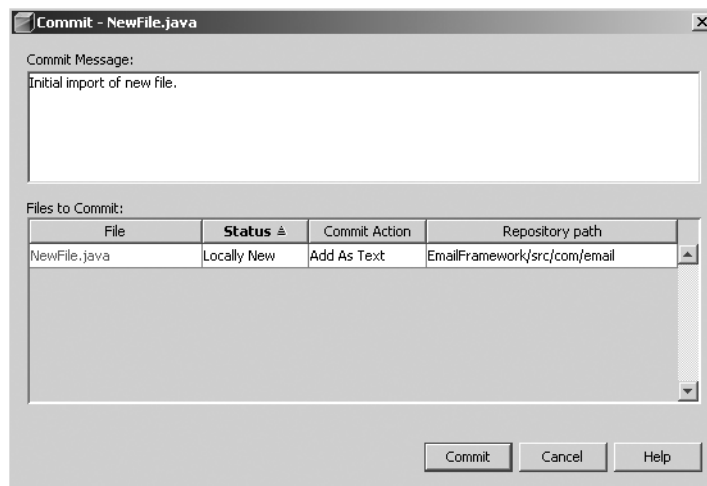 Commit - NewFile.java
Commit Message:
Initial import of new file.
Files to Commit:
File Status Commit Action Repository path
NewFile.java Locally New Add As Text EmailFramework/src/com/email
Commit Cancel Help